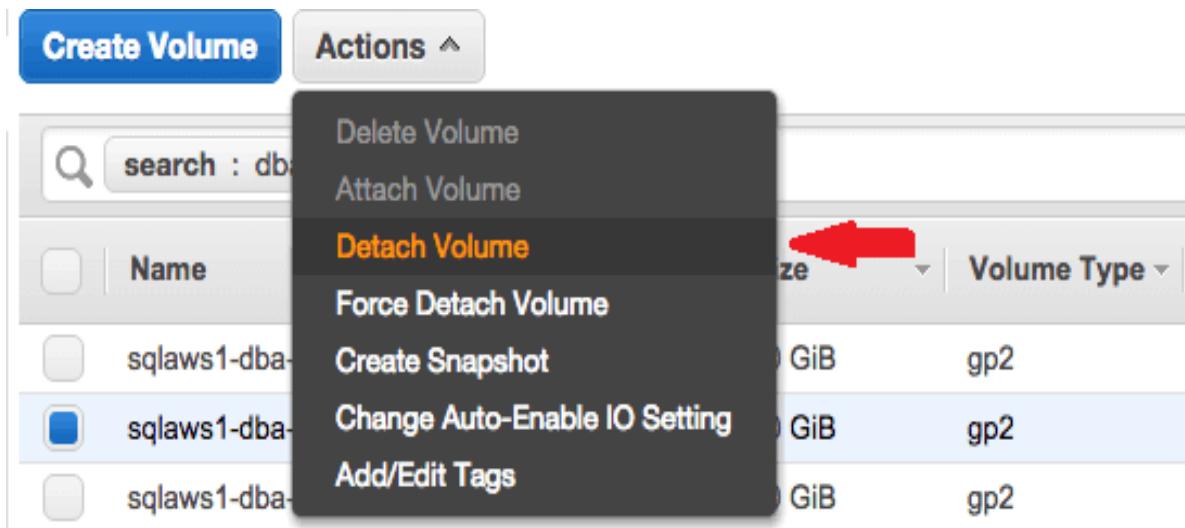 Create Volume Actions
Delete Volume
search : dba
Attach Volume
Detach Volume
Name Volume Type
Force Detach Volume
sqlaws1-dba- Create Snapshot GiB gp2
sqlaws1-dba- Change Auto-Enable IO Setting GiB gp2
Add/Edit Tags
sqlaws1-dba- GiB gp2